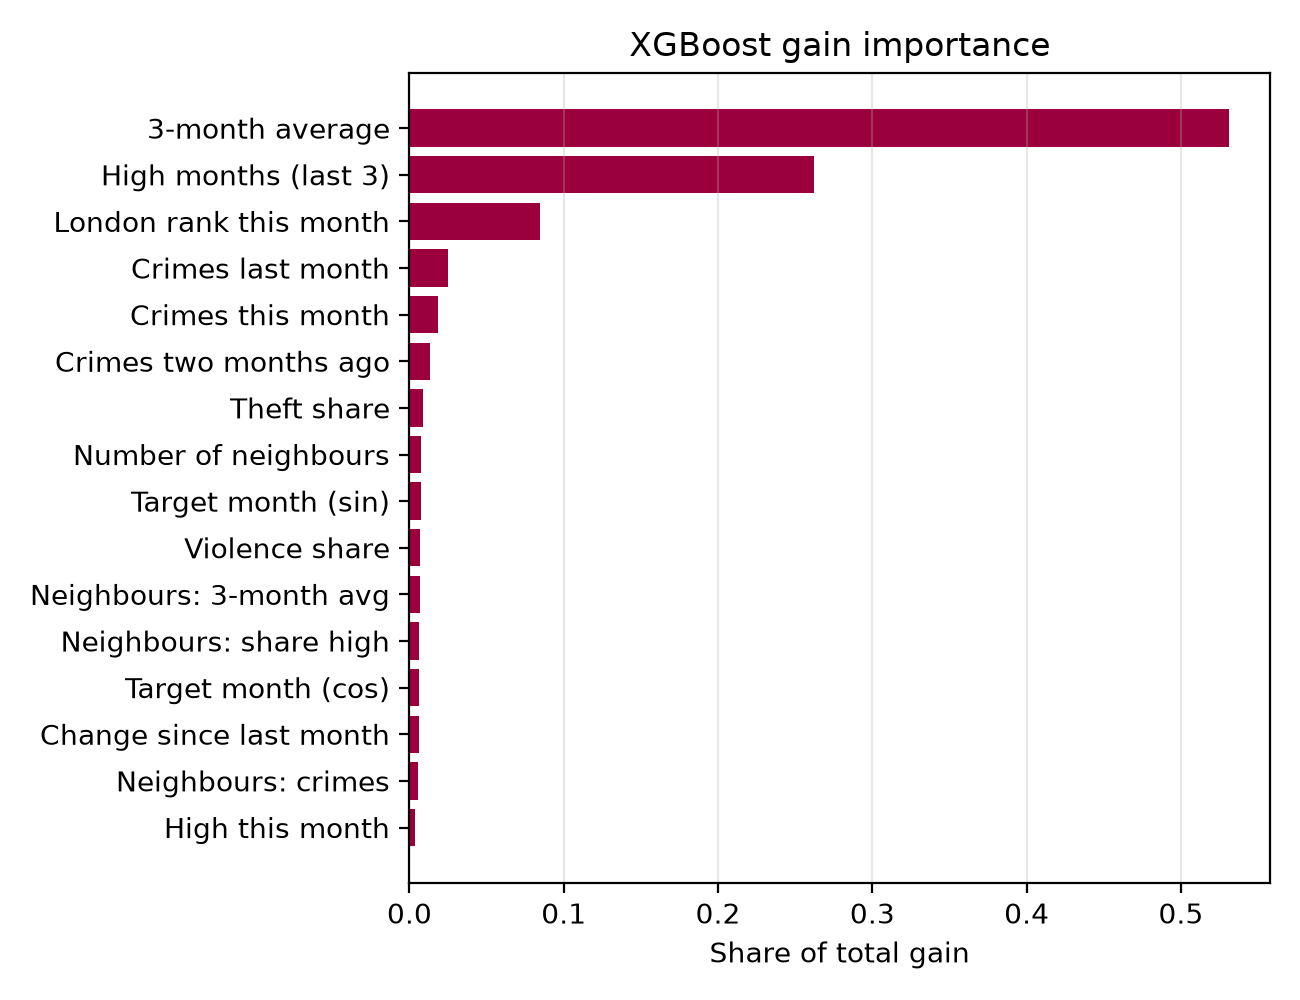 XGBoost gain importance
3-month average
High months (last 3)
London rank this month
Crimes last month
Crimes this month
Crimes two months ago
Theft share
Number of neighbours
Target month (sin)
Violence share
Neighbours: 3-month avg
Neighbours: share high
Target month (cos)
Change since last month
Neighbours: crimes
High this month
0.0 0.1 0.2 0.3 0.4 0.5
Share of total gain